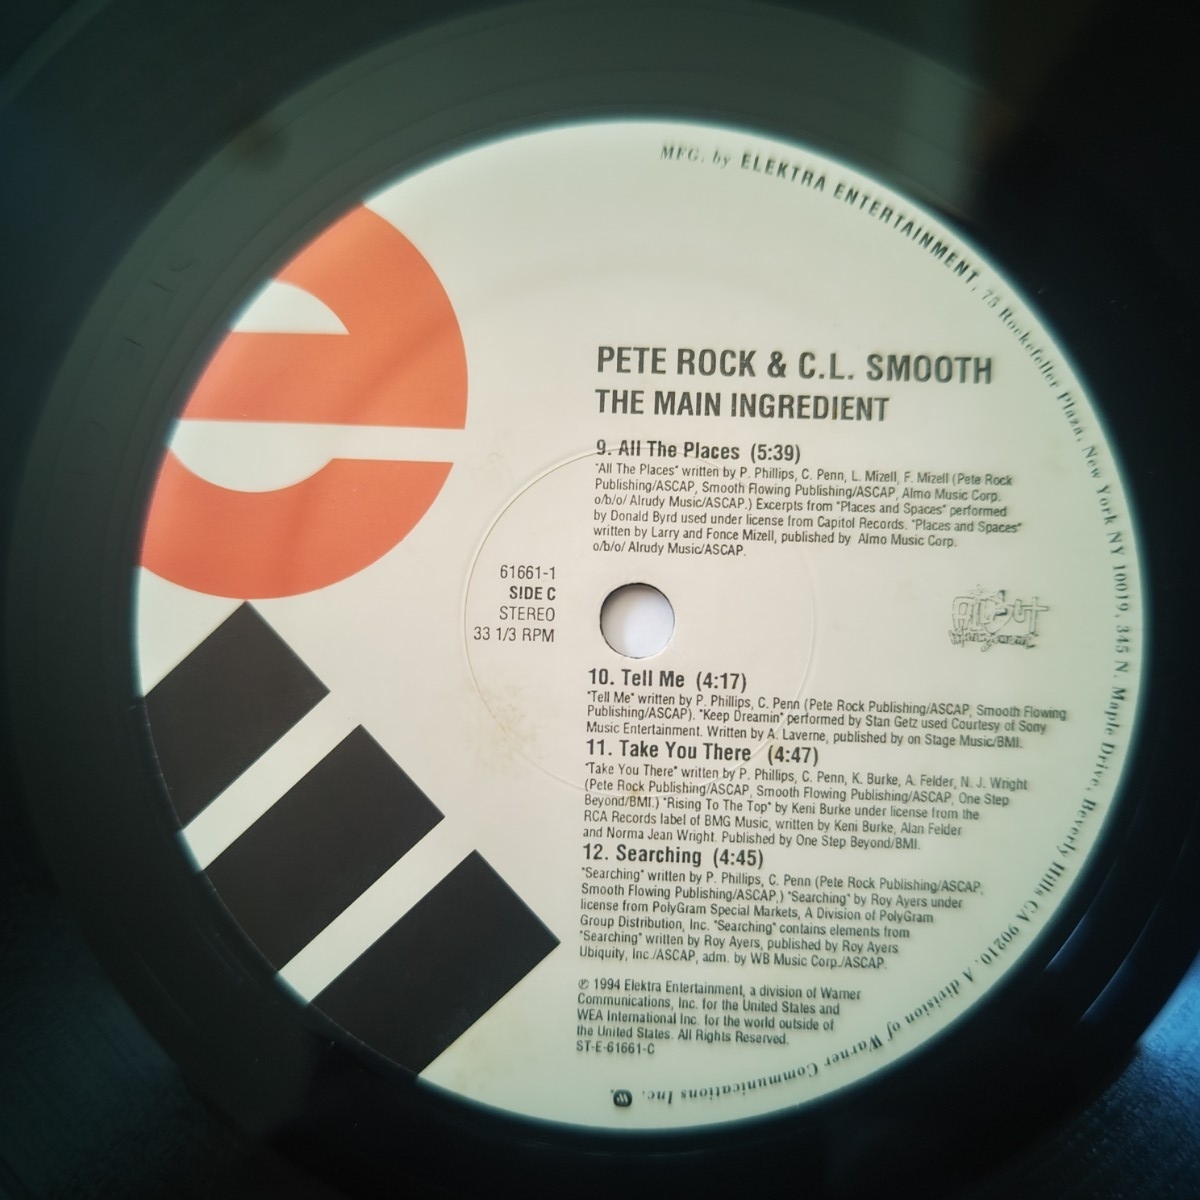 MFG. by ELEKTRA ENTERTAINMENT, 75 Rockefeller Plaza, New York NY 10019, 345 N. Maple Drive, Beverly Hills CA 90210. A division of Warner Communications Inc.
PETE ROCK & C.L. SMOOTH
THE MAIN INGREDIENT
9. All The Places (5:39)
"All The Places" written by P. Phillips, C. Penn, L. Mizell, F. Mizell (Pete Rock
Publishing/ASCAP, Smooth Flowing Publishing/ASCAP, Almo Music Corp.
o/b/o/ Alrudy Music/ASCAP.) Excerpts from "Places and Spaces" performed
by Donald Byrd used under license from Capitol Records. "Places and Spaces"
written by Larry and Fonce Mizell, published by Almo Music Corp.
o/b/o/ Alrudy Music/ASCAP.
61661-1
SIDE C
STEREO
33 1/3 RPM
10. Tell Me (4:17)
"Tell Me" written by P. Phillips, C. Penn (Pete Rock Publishing/ASCAP, Smooth Flowing
Publishing/ASCAP). "Keep Dreamin" performed by Stan Getz used Courtesy of Sony
Music Entertainment. Written by A. Laverne, published by on Stage Music/BMI.
11. Take You There (4:47)
"Take You There" written by P. Phillips, C. Penn, K. Burke, A. Felder, N. J. Wright
(Pete Rock Publishing/ASCAP, Smooth Flowing Publishing/ASCAP, One Step
Beyond/BMI.) "Rising To The Top" by Keni Burke under license from the
RCA Records label of BMG Music, written by Keni Burke, Alan Felder
and Norma Jean Wright. Published by One Step Beyond/BMI.
12. Searching (4:45)
"Searching" written by P. Phillips, C. Penn (Pete Rock Publishing/ASCAP,
Smooth Flowing Publishing/ASCAP,) "Searching" by Roy Ayers under
license from PolyGram Special Markets, A Division of PolyGram
Group Distribution, Inc. "Searching" contains elements from
"Searching" written by Roy Ayers, published by Roy Ayers
Ubiquity, Inc./ASCAP, adm. by WB Music Corp./ASCAP.
℗ 1994 Elektra Entertainment, a division of Warner
Communications, Inc. for the United States and
WEA International Inc. for the world outside of
the United States. All Rights Reserved.
ST-E-61661-C